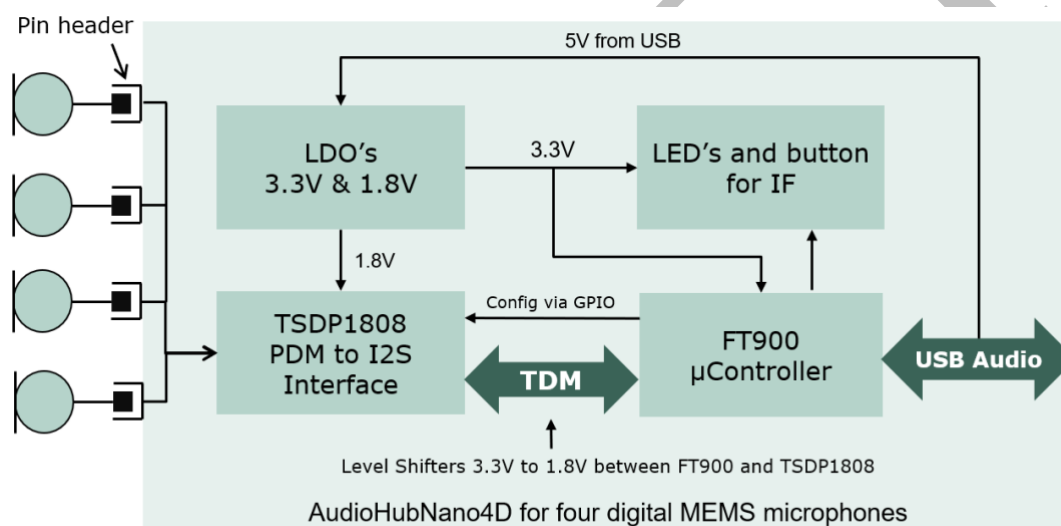 Pin header
5V from USB
LDO's
3.3V & 1.8V
3.3V
LED's and button
for IF
1.8V
TSDP1808
PDM to I2S
Interface
Config via GPIO
TDM
FT900
µController
USB Audio
Level Shifters 3.3V to 1.8V between FT900 and TSDP1808
AudioHubNano4D for four digital MEMS microphones